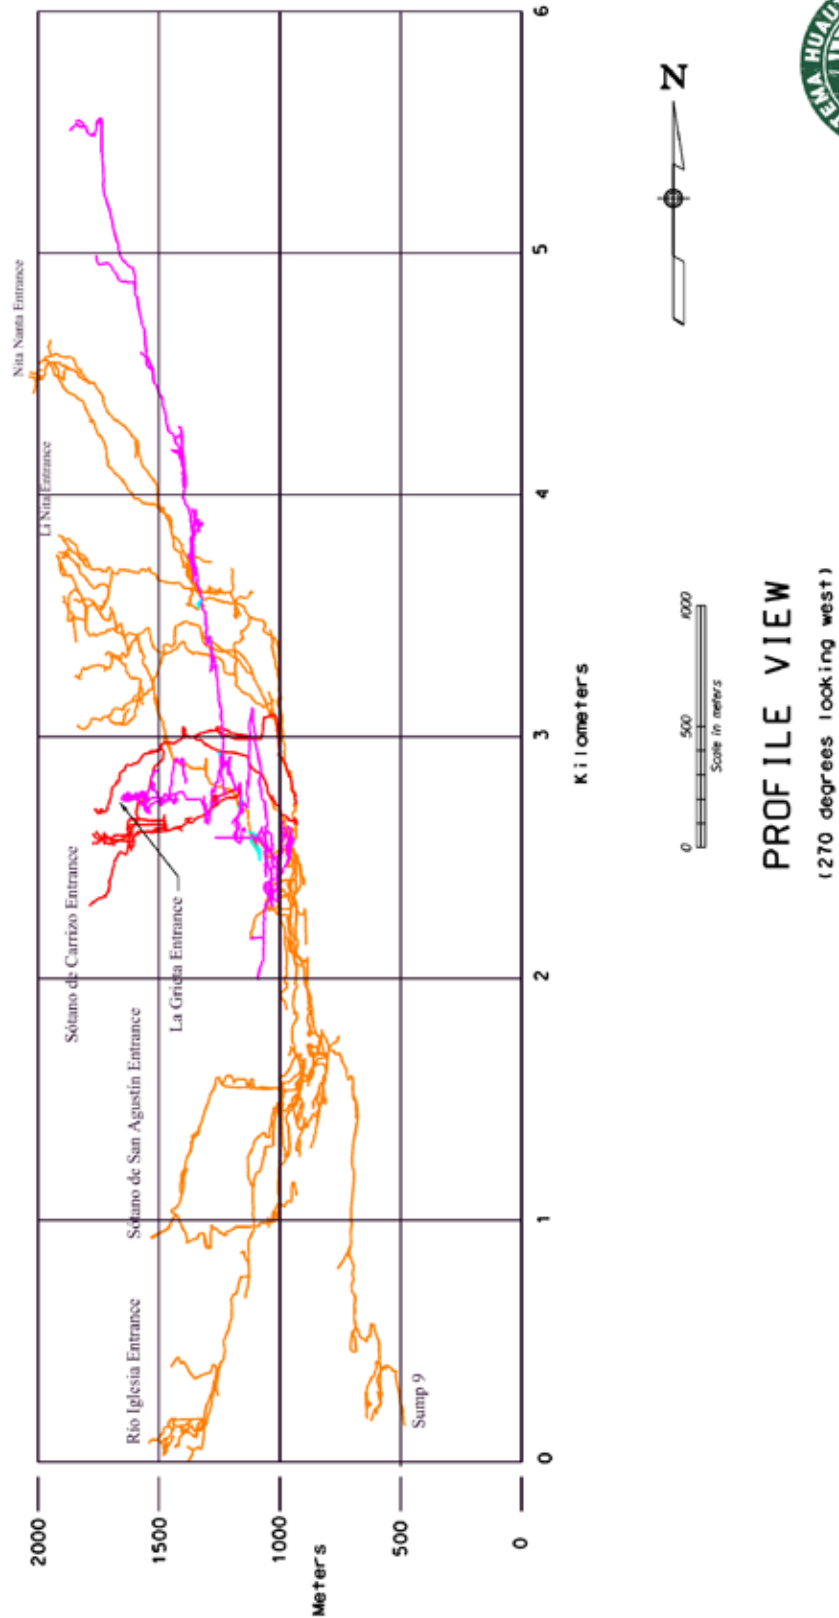 Nita Nanta Entrance
Li Nita Entrance
Sótano de Carrizo Entrance
La Grieta Entrance
Sótano de San Agustín Entrance
Río Iglesia Entrance
Sump 9
2000
1500
1000
500
0
Meters
0
1
2
3
4
5
6
Kilometers
N
0 500 1000
Scale in meters
PROFILE VIEW
(270 degrees looking west)